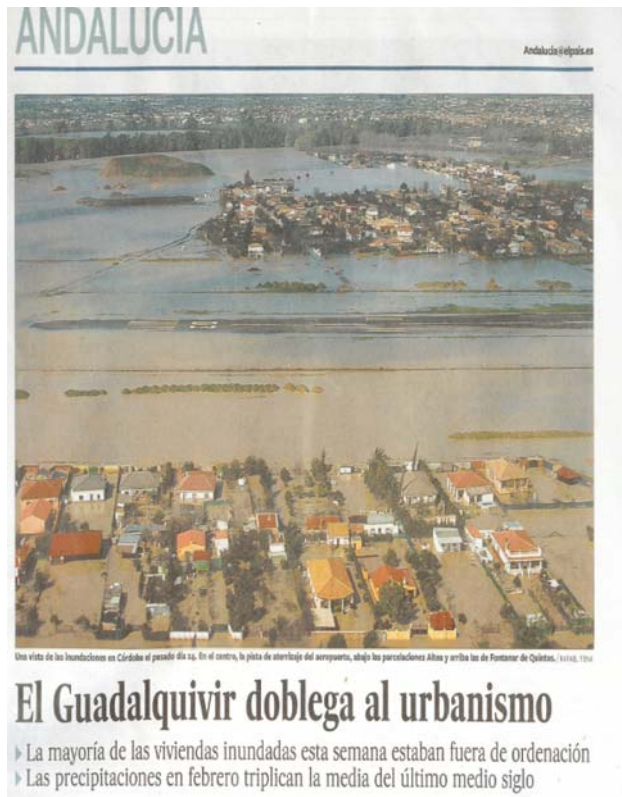 ANDALUCÍA
Andalucia@elpais.es
Una vista de las inundaciones en Córdoba el pasado día 24. En el centro, la pista de aterrizaje del aeropuerto, abajo las parcelaciones Altea y arriba las de Fontanar de Quintos. / RAFAEL
El Guadalquivir doblega al urbanismo
La mayoría de las viviendas inundadas esta semana estaban fuera de ordenación
Las precipitaciones en febrero triplican la media del último medio siglo